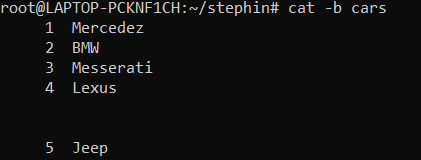 root@LAPTOP-PCKNF1CH:~/stephin# cat -b cars
1 Mercedez
2 BMW
3 Messerati
4 Lexus
5 Jeep